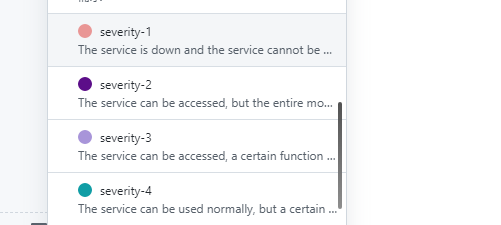 severity-1
The service is down and the service cannot be ...
severity-2
The service can be accessed, but the entire mo...
severity-3
The service can be accessed, a certain function ...
severity-4
The service can be used normally, but a certain ...